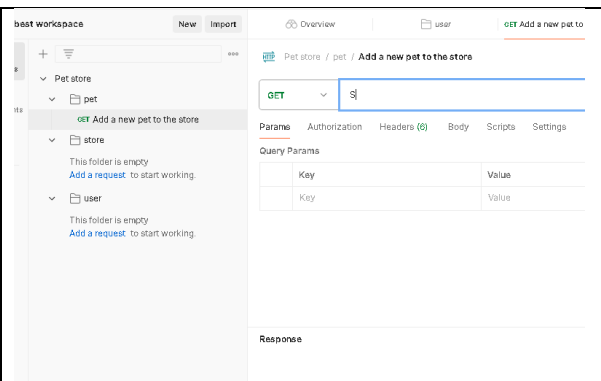 best workspace New Import
Overview user GET Add a new pet to
HTTP Pet store / pet / Add a new pet to the store
Pet store
pet
GET Add a new pet to the store
store
This folder is empty
Add a request to start working.
user
This folder is empty
Add a request to start working.
GET S
Params Authorization Headers (6) Body Scripts Settings
Query Params
Key Value
Key Value
Response